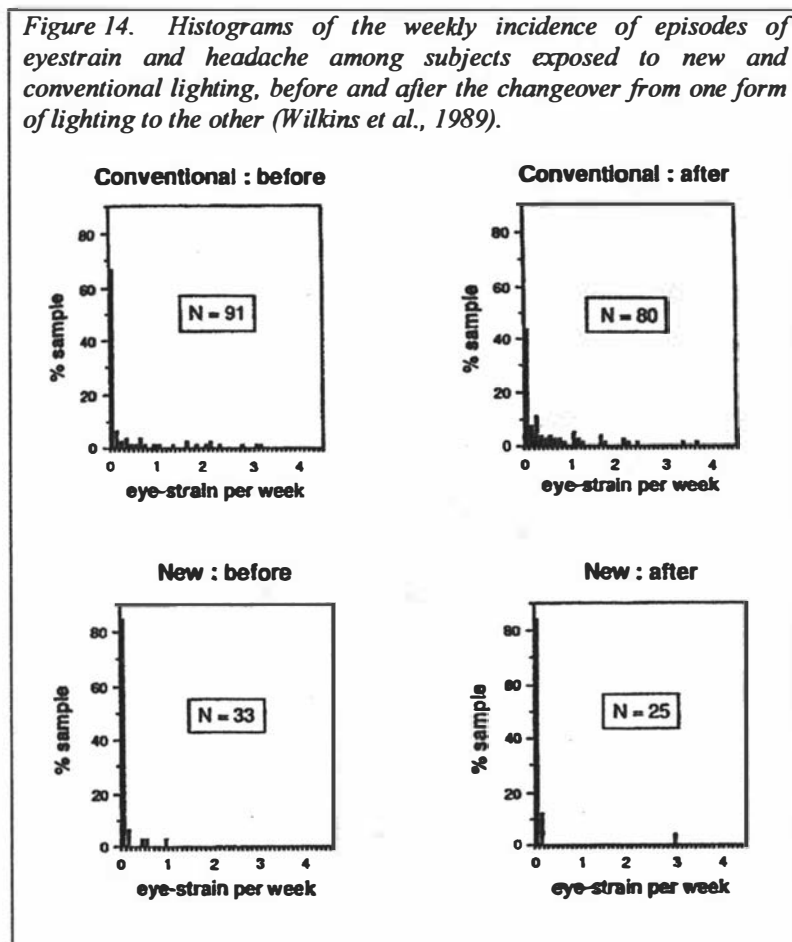 Figure 14. Histograms of the weekly incidence of episodes of
eyestrain and headache among subjects exposed to new and
conventional lighting, before and after the changeover from one form
of lighting to the other (Wilkins et al., 1989).
Conventional : before
80
60
40
20
0
% sample
N = 91
0 1 2 3 4
eye-strain per week
Conventional : after
80
60
40
20
0
% sample
N = 80
0 1 2 3 4
eye-strain per week
New : before
80
60
40
20
0
% sample
N = 33
0 1 2 3 4
eye-strain per week
New : after
80
60
40
20
0
% sample
N = 25
0 1 2 3 4
eye-strain per week